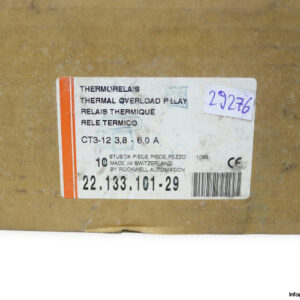 THERMORELAIS
THERMAL OVERLOAD RELAY
RELAIS THERMIQUE
RELE TERMICO
29276
CT3-12 3,8 - 6,0 A
10 STUECK PIECE PIECE PEZZO 1099
MADE IN SWITZERLAND
BY ROCKWELL AUTOMATION
CE
22.133.101-29